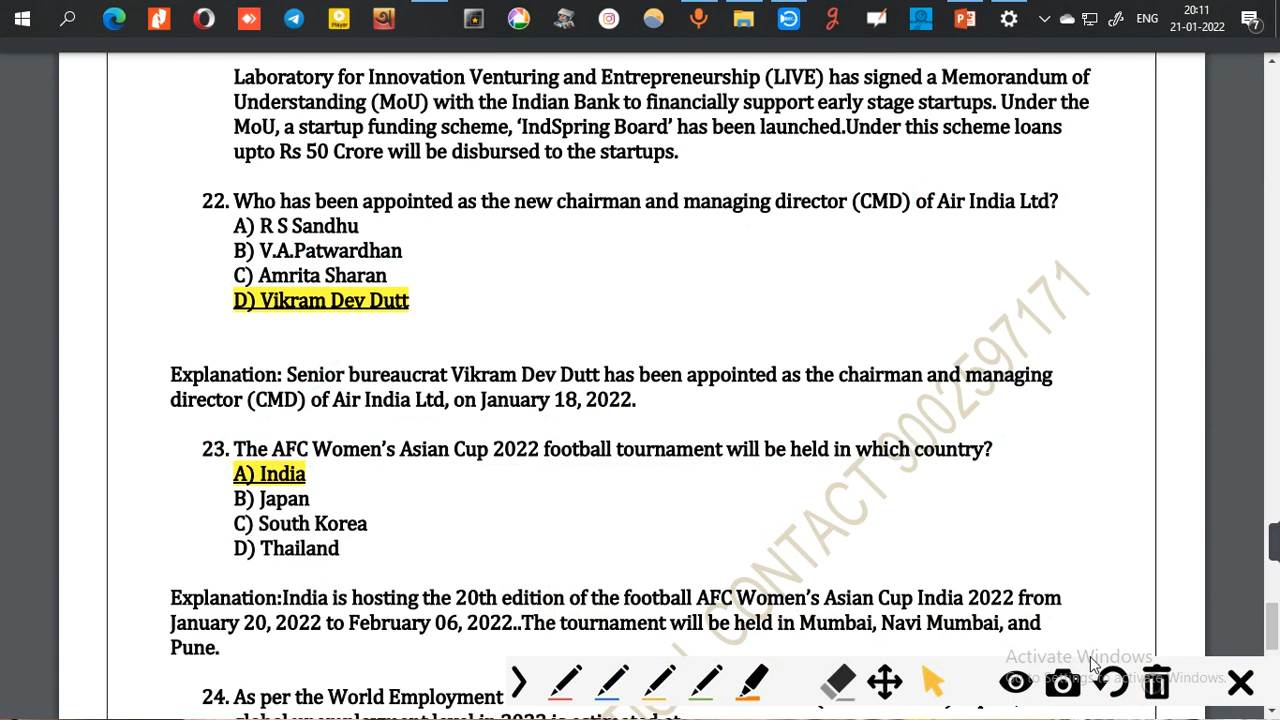 ENG
20:11
21-01-2022
7
Laboratory for Innovation Venturing and Entrepreneurship (LIVE) has signed a Memorandum of
Understanding (MoU) with the Indian Bank to financially support early stage startups. Under the
MoU, a startup funding scheme, ‘IndSpring Board’ has been launched.Under this scheme loans
upto Rs 50 Crore will be disbursed to the startups.
22. Who has been appointed as the new chairman and managing director (CMD) of Air India Ltd?
A) R S Sandhu
B) V.A.Patwardhan
C) Amrita Sharan
D) Vikram Dev Dutt
Explanation: Senior bureaucrat Vikram Dev Dutt has been appointed as the chairman and managing
director (CMD) of Air India Ltd, on January 18, 2022.
23. The AFC Women’s Asian Cup 2022 football tournament will be held in which country?
A) India
B) Japan
C) South Korea
D) Thailand
Explanation:India is hosting the 20th edition of the football AFC Women’s Asian Cup India 2022 from
January 20, 2022 to February 06, 2022..The tournament will be held in Mumbai, Navi Mumbai, and
Pune.
24. As per the World Employment
CONTACT 9002597171
Activate Windows
Go to Settings to activate Windows.